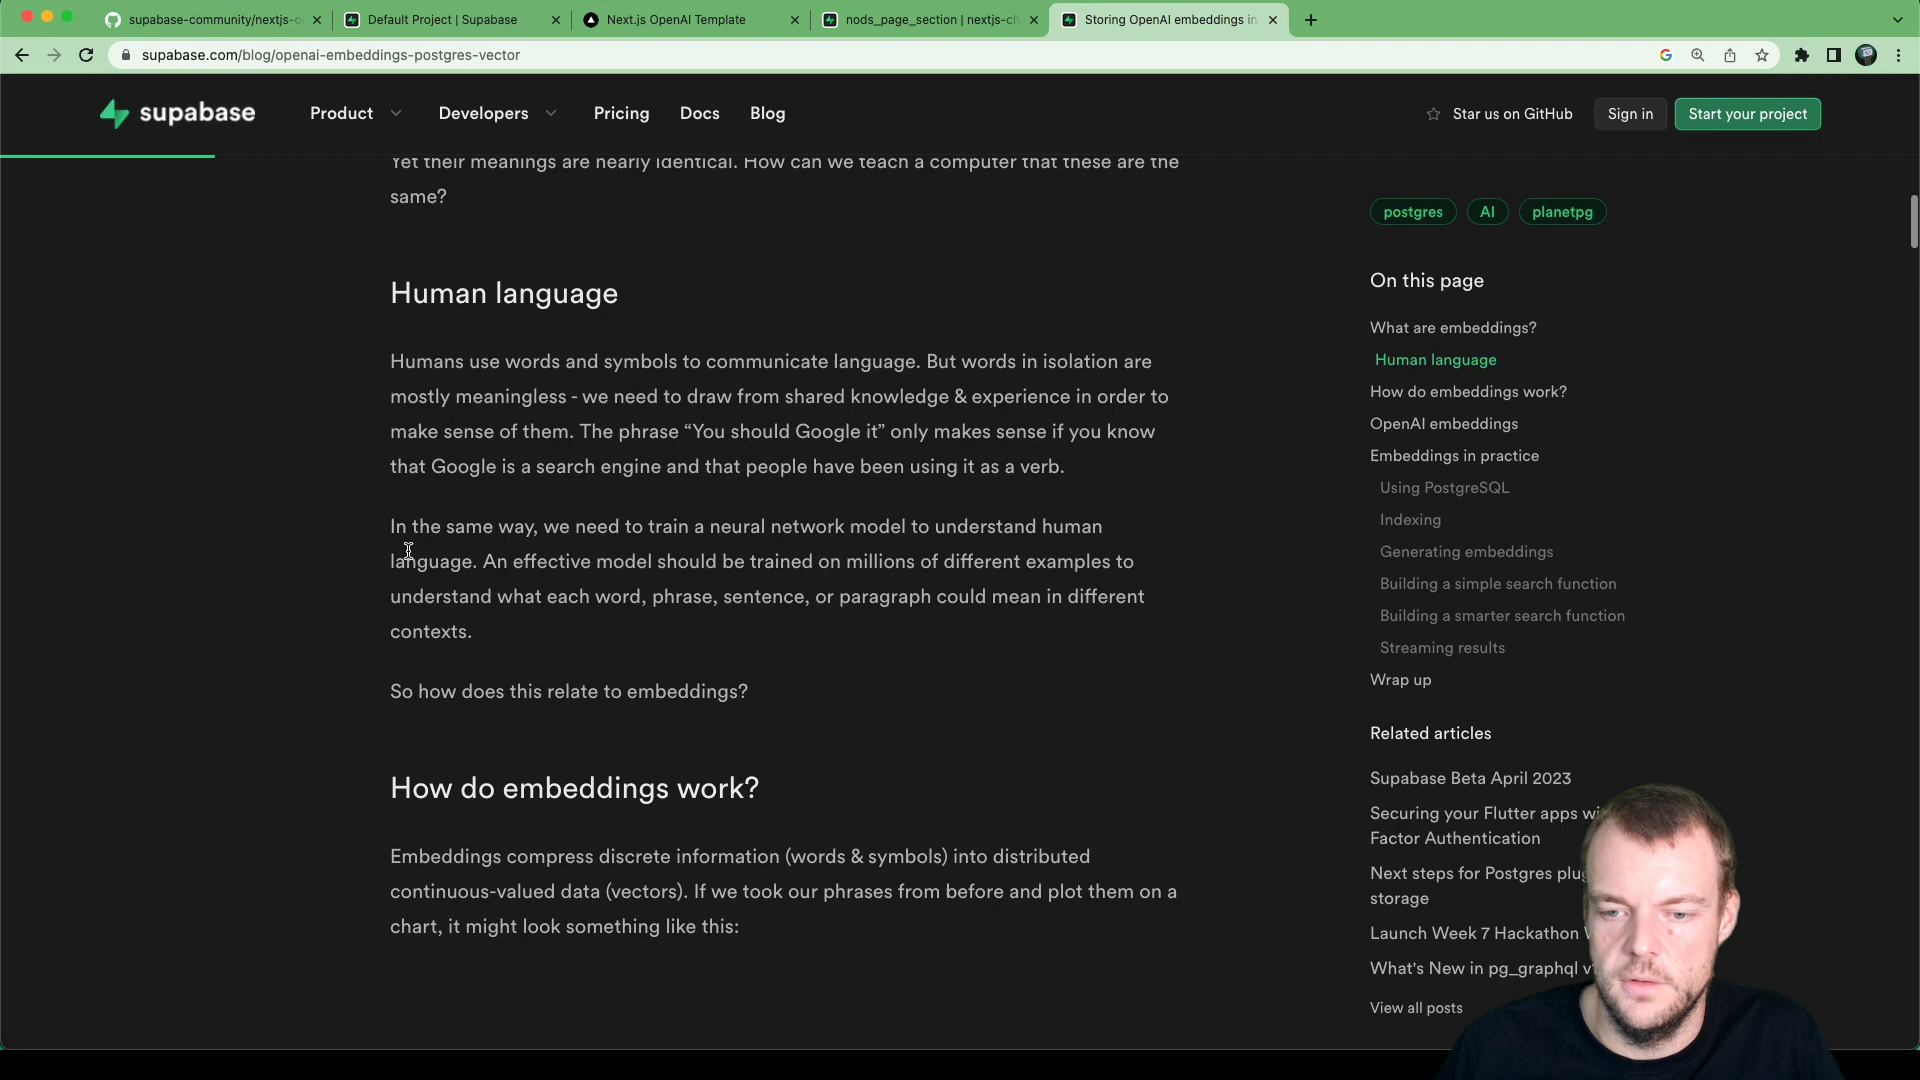 supabase-community/nextjs-o
Default Project | Supabase
Next.js OpenAI Template
nods_page_section | nextjs-ch
Storing OpenAI embeddings in
supabase.com/blog/openai-embeddings-postgres-vector
supabase
Product
Developers
Pricing
Docs
Blog
Star us on GitHub
Sign in
Start your project
Yet their meanings are nearly identical. How can we teach a computer that these are the
same?
Human language
Humans use words and symbols to communicate language. But words in isolation are
mostly meaningless - we need to draw from shared knowledge & experience in order to
make sense of them. The phrase “You should Google it” only makes sense if you know
that Google is a search engine and that people have been using it as a verb.
In the same way, we need to train a neural network model to understand human
language. An effective model should be trained on millions of different examples to
understand what each word, phrase, sentence, or paragraph could mean in different
contexts.
So how does this relate to embeddings?
How do embeddings work?
Embeddings compress discrete information (words & symbols) into distributed
continuous-valued data (vectors). If we took our phrases from before and plot them on a
chart, it might look something like this:
postgres
AI
planetpg
On this page
What are embeddings?
Human language
How do embeddings work?
OpenAI embeddings
Embeddings in practice
Using PostgreSQL
Indexing
Generating embeddings
Building a simple search function
Building a smarter search function
Streaming results
Wrap up
Related articles
Supabase Beta April 2023
Securing your Flutter apps wi
Factor Authentication
Next steps for Postgres plug
storage
Launch Week 7 Hackathon W
What's New in pg_graphql v
View all posts